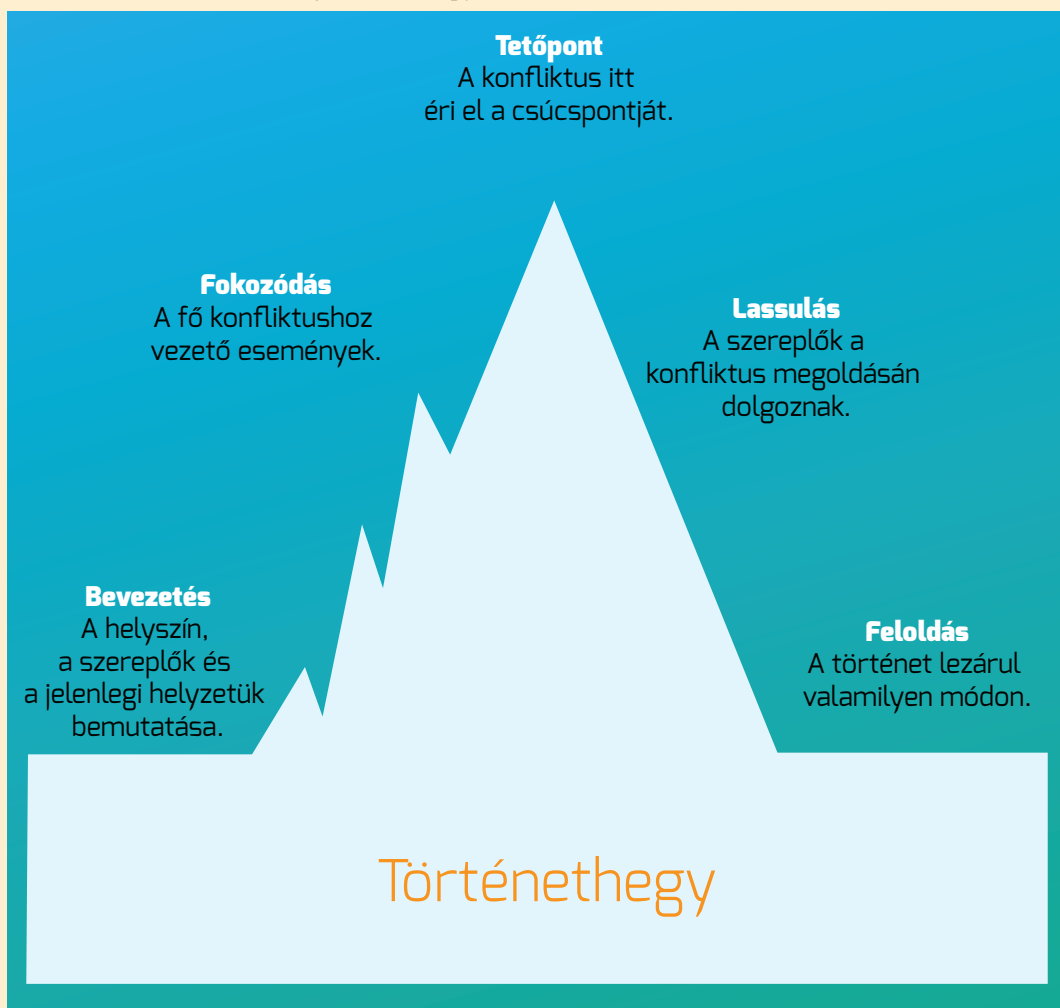 Tetőpont
A konfliktus itt
éri el a csúcspontját.
Fokozódás
A fő konfliktushoz
vezető események.
Lassulás
A szereplők a
konfliktus megoldásán
dolgoznak.
Bevezetés
A helyszín,
a szereplők és
a jelenlegi helyzetük
bemutatása.
Feloldás
A történet lezárul
valamilyen módon.
Történethegy